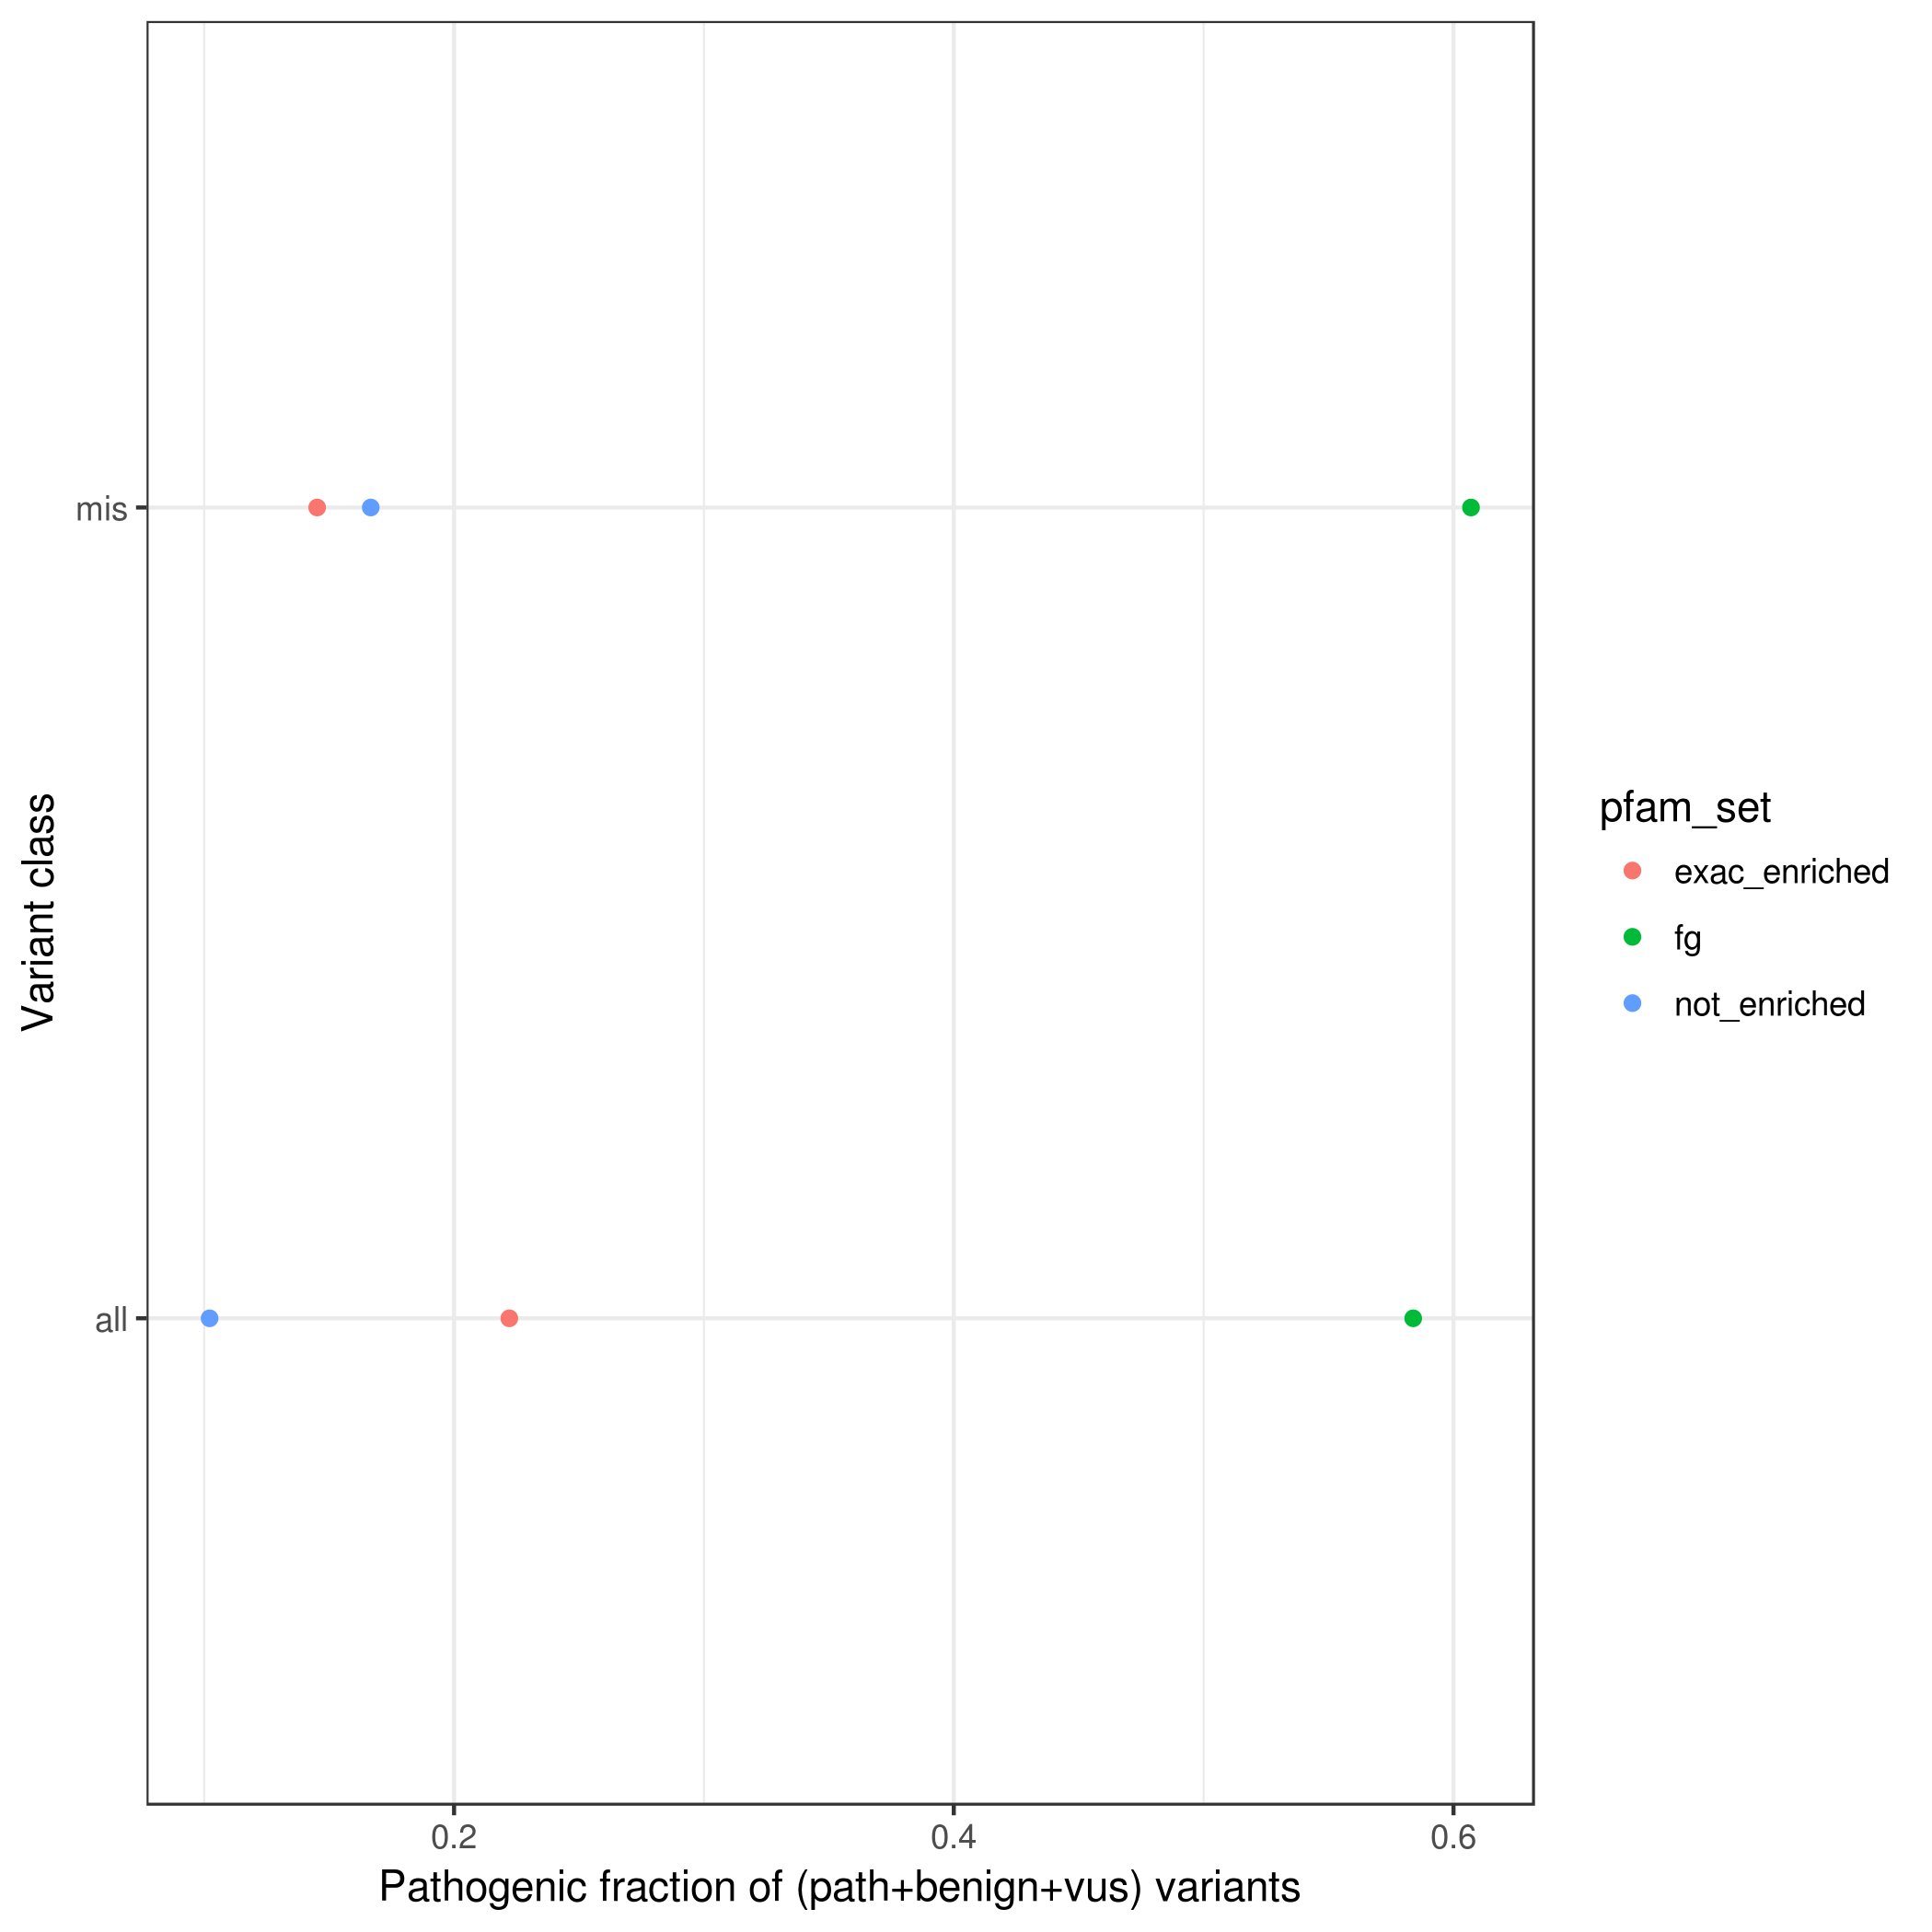 Variant class
mis
all
0.2
0.4
0.6
Pathogenic fraction of (path+benign+vus) variants
pfam_set
exac_enriched
fg
not_enriched